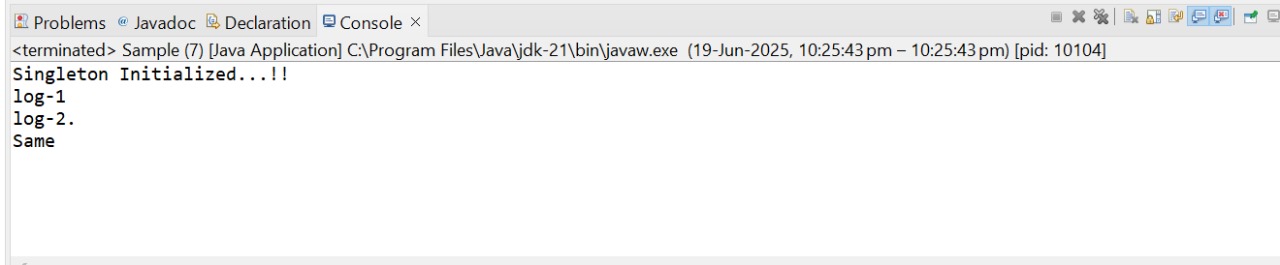 Problems @ Javadoc Declaration Console ×
<terminated> Sample (7) [Java Application] C:\Program Files\Java\jdk-21\bin\javaw.exe (19-Jun-2025, 10:25:43 pm – 10:25:43 pm) [pid: 10104]
Singleton Initialized...!!
log-1
log-2.
Same